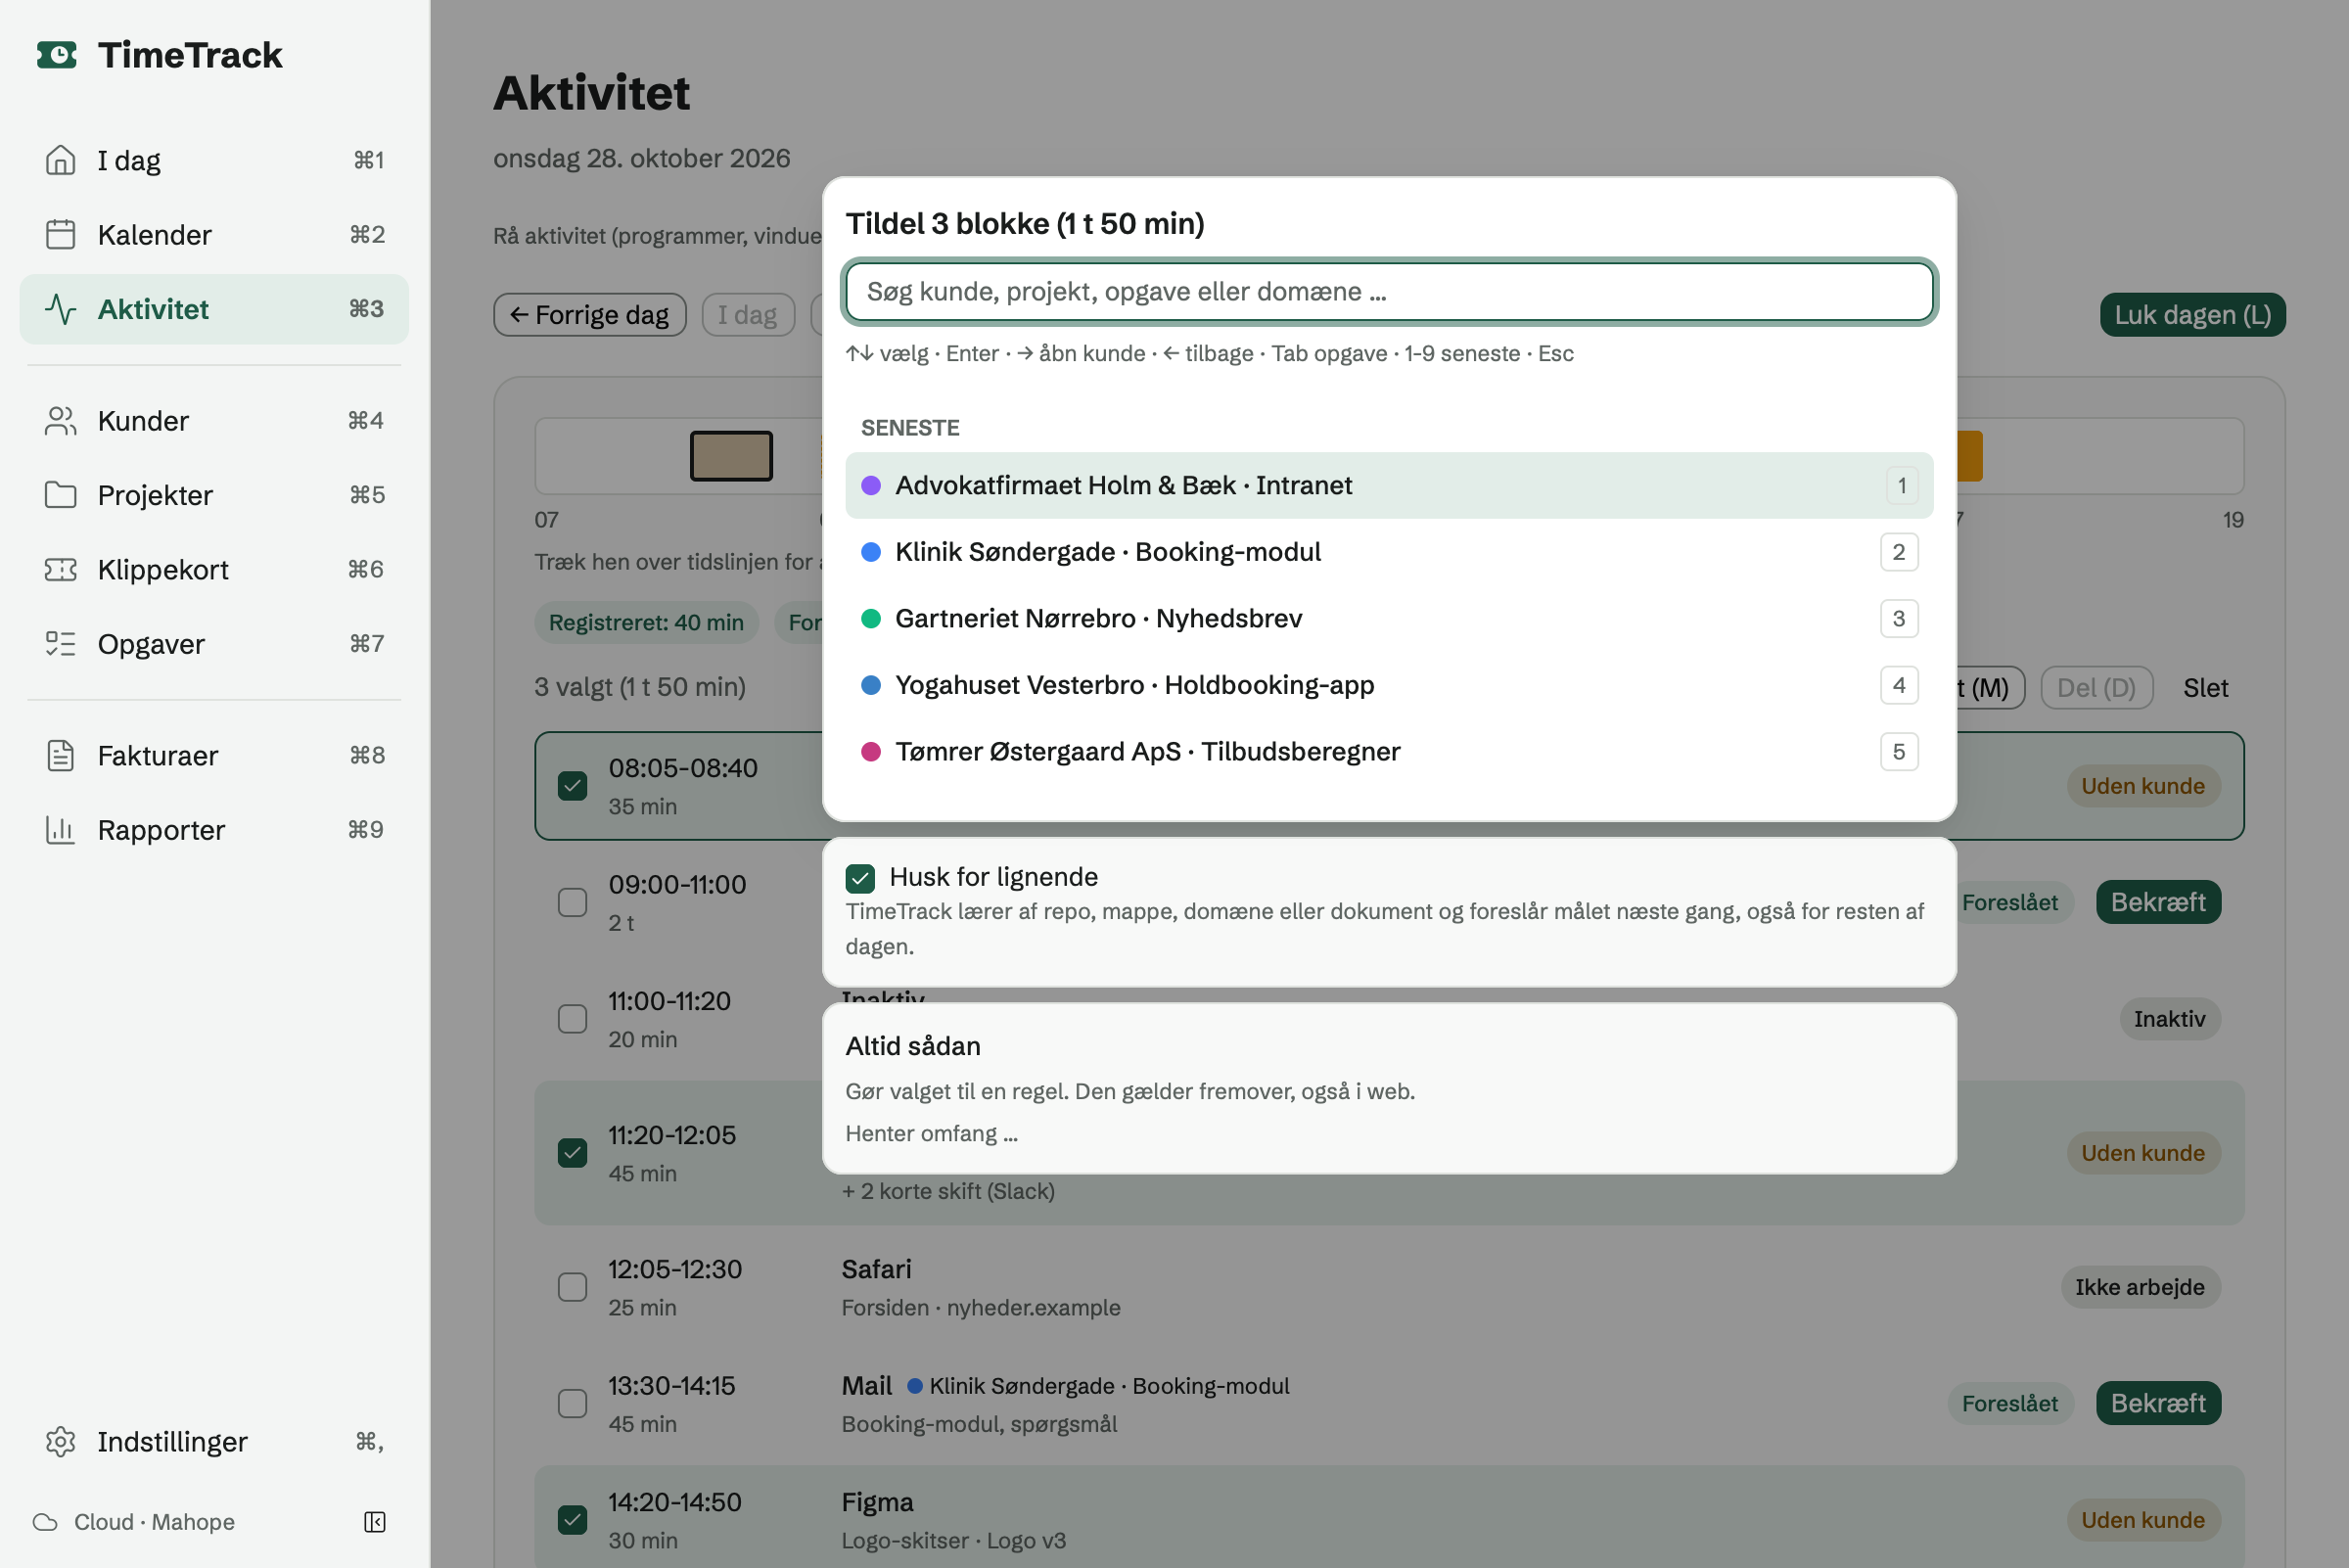 TimeTrack
I dag ⌘1
Kalender ⌘2
Aktivitet ⌘3
Kunder ⌘4
Projekter ⌘5
Klippekort ⌘6
Opgaver ⌘7
Fakturaer ⌘8
Rapporter ⌘9
Indstillinger ⌘,
Cloud · Mahope
Aktivitet
onsdag 28. oktober 2026
Rå aktivitet (programmer, vindue
← Forrige dag I dag
Luk dagen (L)
07
19
Træk hen over tidslinjen for
Registreret: 40 min
3 valgt (1 t 50 min)
(M) Del (D) Slet
Tildel 3 blokke (1 t 50 min)
Søg kunde, projekt, opgave eller domæne ...
↑↓ vælg · Enter · → åbn kunde · ← tilbage · Tab opgave · 1-9 seneste · Esc
SENESTE
Advokatfirmaet Holm & Bæk · Intranet 1
Klinik Søndergade · Booking-modul 2
Gartneriet Nørrebro · Nyhedsbrev 3
Yogahuset Vesterbro · Holdbooking-app 4
Tømrer Østergaard ApS · Tilbudsberegner 5
Husk for lignende
TimeTrack lærer af repo, mappe, domæne eller dokument og foreslår målet næste gang, også for resten af
dagen.
Altid sådan
Gør valget til en regel. Den gælder fremover, også i web.
Henter omfang ...
08:05-08:40
35 min
Uden kunde
09:00-11:00
2 t
Foreslået Bekræft
11:00-11:20
20 min
Inaktiv
Inaktiv
11:20-12:05
45 min
+ 2 korte skift (Slack)
Uden kunde
12:05-12:30 Safari
25 min Forsiden · nyheder.example
Ikke arbejde
13:30-14:15 Mail Klinik Søndergade · Booking-modul
45 min Booking-modul, spørgsmål
Foreslået Bekræft
14:20-14:50 Figma
30 min Logo-skitser · Logo v3
Uden kunde